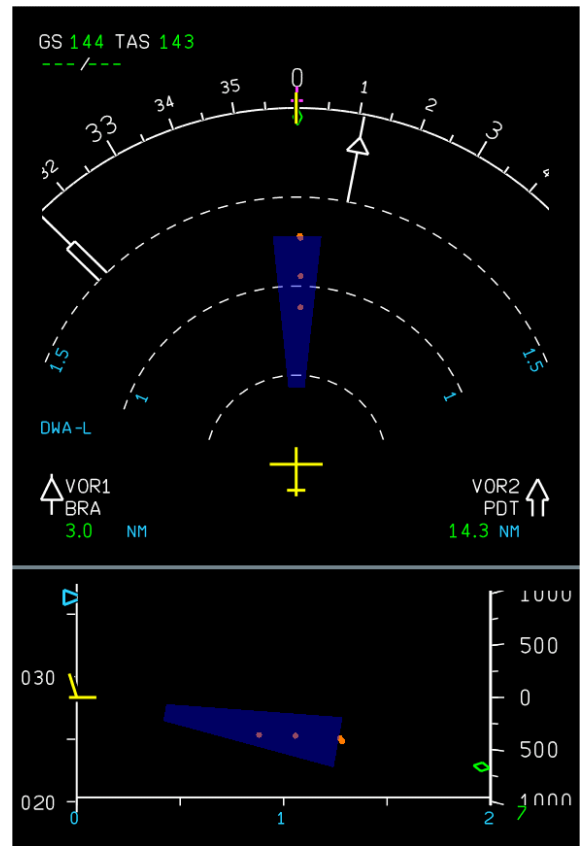 GS 144 TAS 143
---/---
32 33 34 35 0 1 2 3 4
1.5 1.5
1 1
DWA-L
VOR1 VOR2
BRA PDT
3.0 NM 14.3 NM
1000
500
030 0
500
020 1000
0 1 2 7